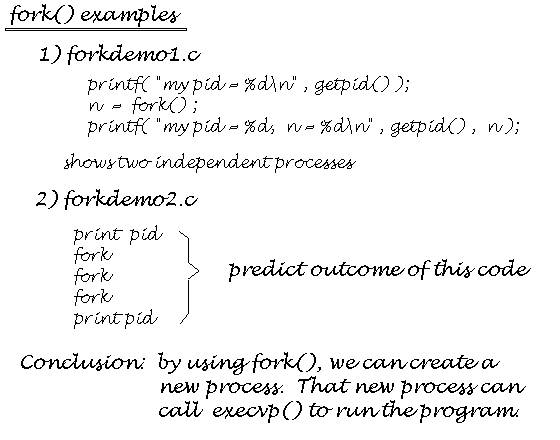 fork() examples
1) forkdemo1.c
printf( "my pid = %d\n" , getpid() );
n = fork() ;
printf( "my pid = %d, n = %d\n" , getpid() , n );
shows two independent processes
2) forkdemo2.c
print pid
fork
fork
fork
print pid
predict outcome of this code
Conclusion: by using fork(), we can create a
new process. That new process can
call execvp() to run the program.